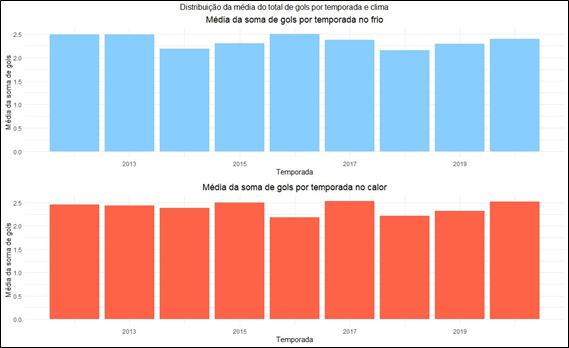 Distribuição da média do total de gols por temporada e clima
Média da soma de gols por temporada no frio
Média da soma de gols
2.5
2.0
1.5
1.0
0.5
0.0
2013 2015 2017 2019
Temporada
Média da soma de gols por temporada no calor
Média da soma de gols
2.5
2.0
1.5
1.0
0.5
0.0
2013 2015 2017 2019
Temporada